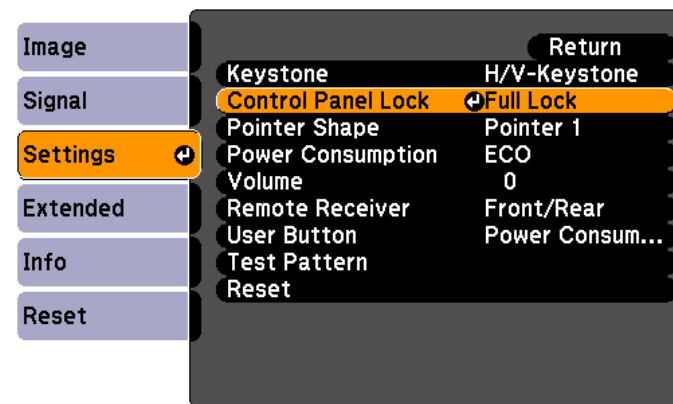 Image
Signal
Settings
Extended
Info
Reset
Return
Keystone H/V-Keystone
Control Panel Lock Full Lock
Pointer Shape Pointer 1
Power Consumption ECO
Volume 0
Remote Receiver Front/Rear
User Button Power Consum...
Test Pattern
Reset